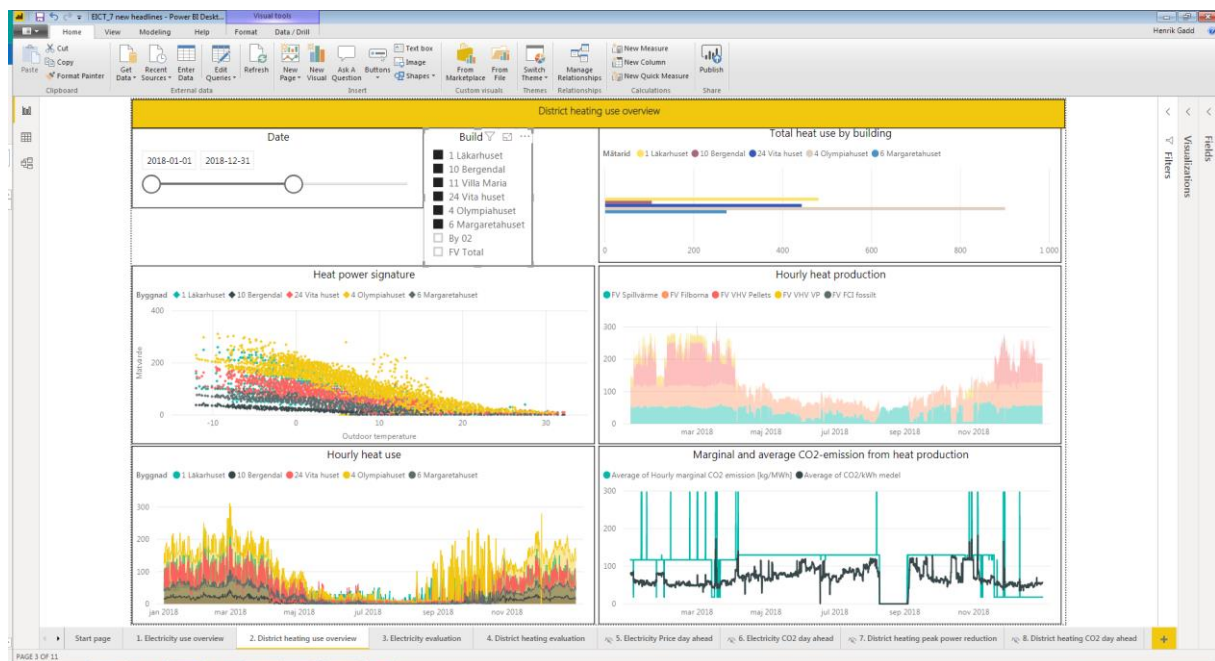 EICT_7 new headlines - Power BI Deskt...
Visual tools
Home View Modeling Help Format Data / Drill
Henrik Gadd
Paste
Cut
Copy
Format Painter
Get Data
Recent Sources
Enter Data
Edit Queries
Refresh
New Page
New Visual
Ask A Question
Buttons
Text box
Image
Shapes
From Marketplace
From File
Switch Theme
Manage Relationships
New Measure
New Column
New Quick Measure
Publish
Clipboard External data Insert Custom visuals Themes Relationships Calculations Share
District heating use overview
Date
2018-01-01 2018-12-31
Build
1 Läkarhuset
10 Bergendal
11 Villa Maria
24 Vita huset
4 Olympiahuset
6 Margaretahuset
By 02
FV Total
Total heat use by building
Mätarid 1 Läkarhuset 10 Bergendal 24 Vita huset 4 Olympiahuset 6 Margaretahuset
0 200 400 600 800 1 000
Filters
Visualizations
Fields
Heat power signature
Byggnad 1 Läkarhuset 10 Bergendal 24 Vita huset 4 Olympiahuset 6 Margaretahuset
400
200
0
Mätvärde
-10 0 10 20 30
Outdoor temperature
Hourly heat production
FV Spillvärme FV Filborna FV VHV Pellets FV VHV VP FV FCI fossilt
300
200
100
0
mar 2018 maj 2018 jul 2018 sep 2018 nov 2018
Hourly heat use
Byggnad 1 Läkarhuset 10 Bergendal 24 Vita huset 4 Olympiahuset 6 Margaretahuset
300
200
100
0
jan 2018 mar 2018 maj 2018 jul 2018 sep 2018 nov 2018
Marginal and average CO2-emission from heat production
Average of Hourly marginal CO2 emission [kg/MWh] Average of CO2/kWh medel
300
200
100
0
mar 2018 maj 2018 jul 2018 sep 2018 nov 2018
Start page 1. Electricity use overview 2. District heating use overview 3. Electricity evaluation 4. District heating evaluation 5. Electricity Price day ahead 6. Electricity CO2 day ahead 7. District heating peak power reduction 8. District heating CO2 day ahead
PAGE 3 OF 11